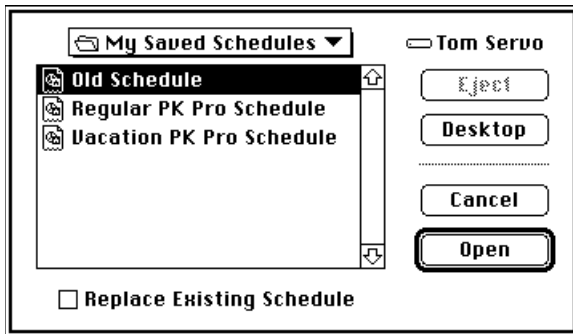 My Saved Schedules
Tom Servo
Old Schedule
Regular PK Pro Schedule
Vacation PK Pro Schedule
Eject
Desktop
Cancel
Open
Replace Existing Schedule